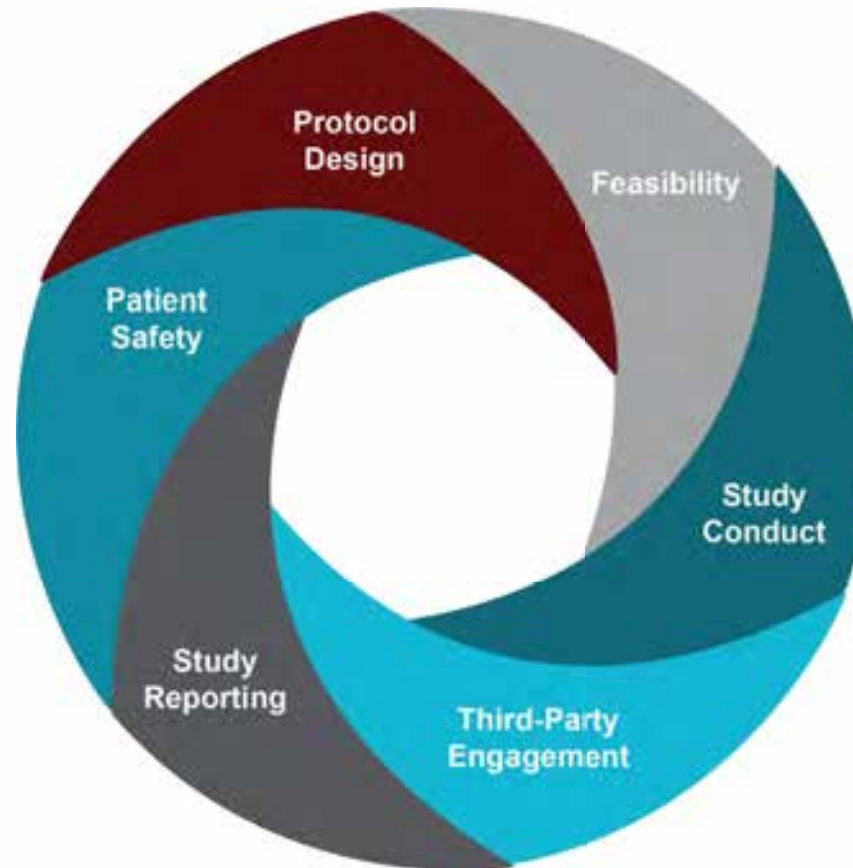 Protocol
Design
Feasibility
Study
Conduct
Third-Party
Engagement
Study
Reporting
Patient
Safety